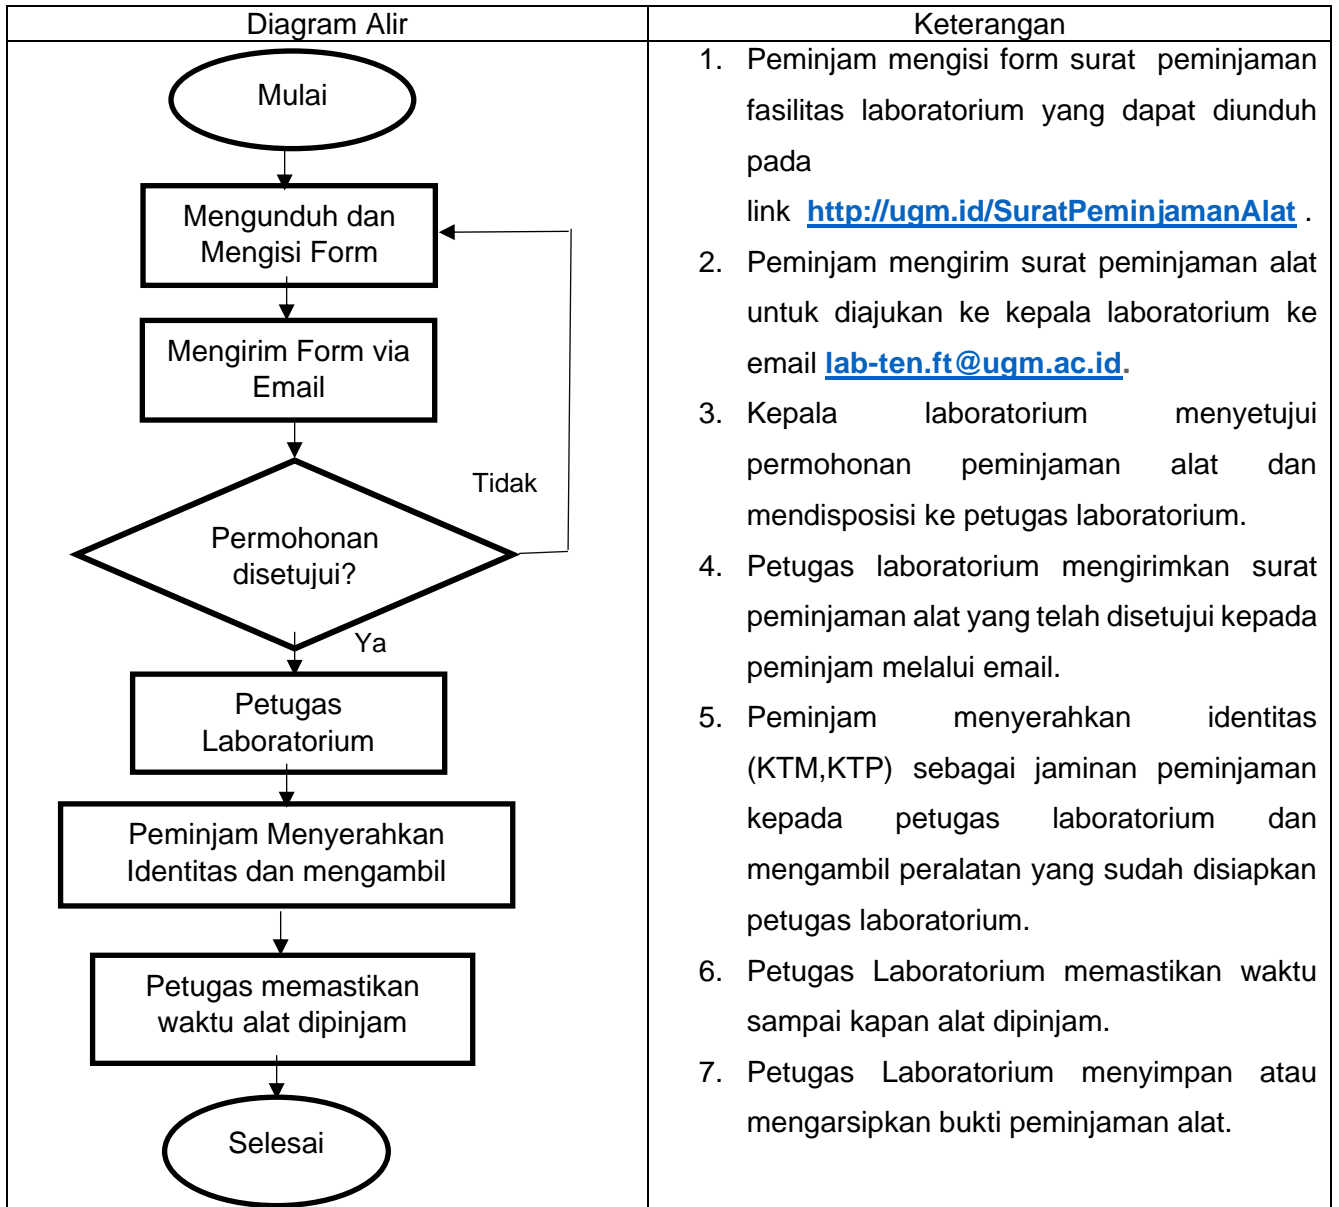 Diagram Alir
Keterangan
Mulai
Mengunduh dan
Mengisi Form
Mengirim Form via
Email
Tidak
Permohonan
disetujui?
Ya
Petugas
Laboratorium
Peminjam Menyerahkan
Identitas dan mengambil
Petugas memastikan
waktu alat dipinjam
Selesai
1. Peminjam mengisi form surat peminjaman
fasilitas laboratorium yang dapat diunduh
pada
link http://ugm.id/SuratPeminjamanAlat .
2. Peminjam mengirim surat peminjaman alat
untuk diajukan ke kepala laboratorium ke
email lab-ten.ft@ugm.ac.id.
3. Kepala laboratorium menyetujui
permohonan peminjaman alat dan
mendisposisi ke petugas laboratorium.
4. Petugas laboratorium mengirimkan surat
peminjaman alat yang telah disetujui kepada
peminjam melalui email.
5. Peminjam menyerahkan identitas
(KTM,KTP) sebagai jaminan peminjaman
kepada petugas laboratorium dan
mengambil peralatan yang sudah disiapkan
petugas laboratorium.
6. Petugas Laboratorium memastikan waktu
sampai kapan alat dipinjam.
7. Petugas Laboratorium menyimpan atau
mengarsipkan bukti peminjaman alat.